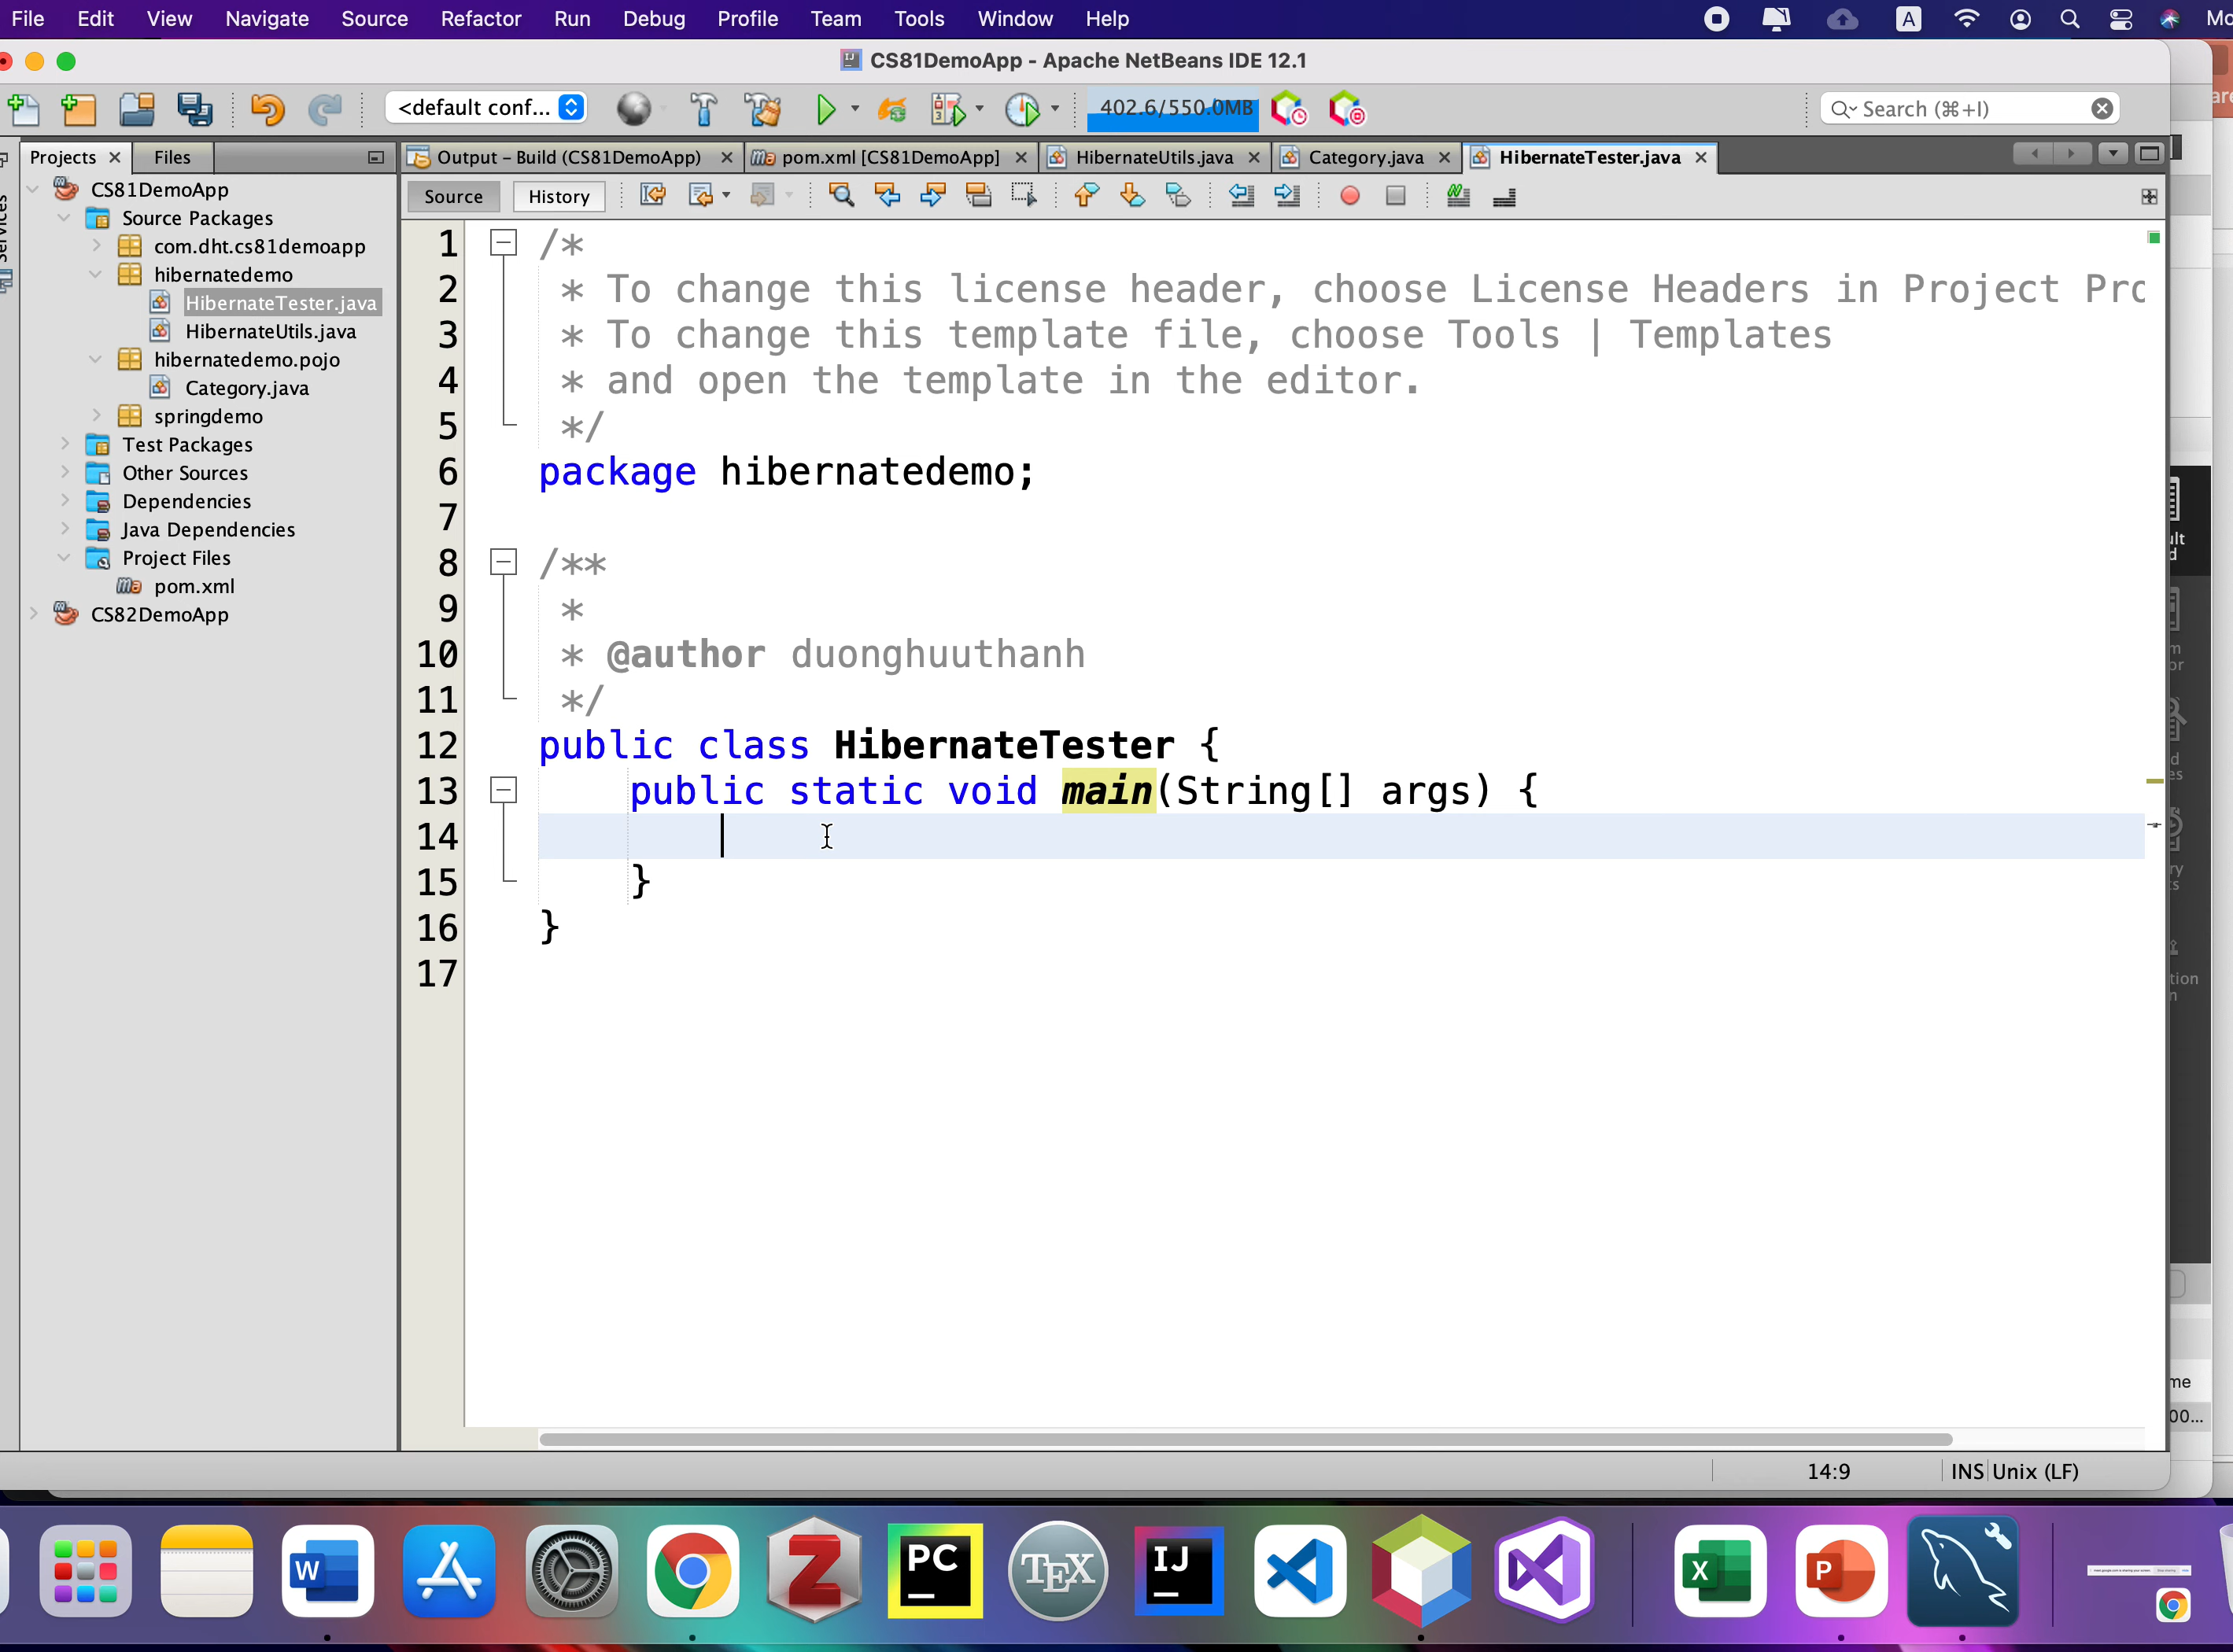 File Edit View Navigate Source Refactor Run Debug Profile Team Tools Window Help
CS81DemoApp - Apache NetBeans IDE 12.1
<default conf... 402.6/550.0MB Search (⌘+I)
Projects Files Output – Build (CS81DemoApp) pom.xml [CS81DemoApp] HibernateUtils.java Category.java HibernateTester.java
Source History
Services
CS81DemoApp
Source Packages
com.dht.cs81demoapp
hibernatedemo
HibernateTester.java
HibernateUtils.java
hibernatedemo.pojo
Category.java
springdemo
Test Packages
Other Sources
Dependencies
Java Dependencies
Project Files
pom.xml
CS82DemoApp
1 /*
2 * To change this license header, choose License Headers in Project Pro
3 * To change this template file, choose Tools | Templates
4 * and open the template in the editor.
5 */
6 package hibernatedemo;
7
8 /**
9 *
10 * @author duonghuuthanh
11 */
12 public class HibernateTester {
13 public static void main(String[] args) {
14
15 }
16 }
17
14:9 INS Unix (LF)
W
Z
PC
TEX
IJ
X
P